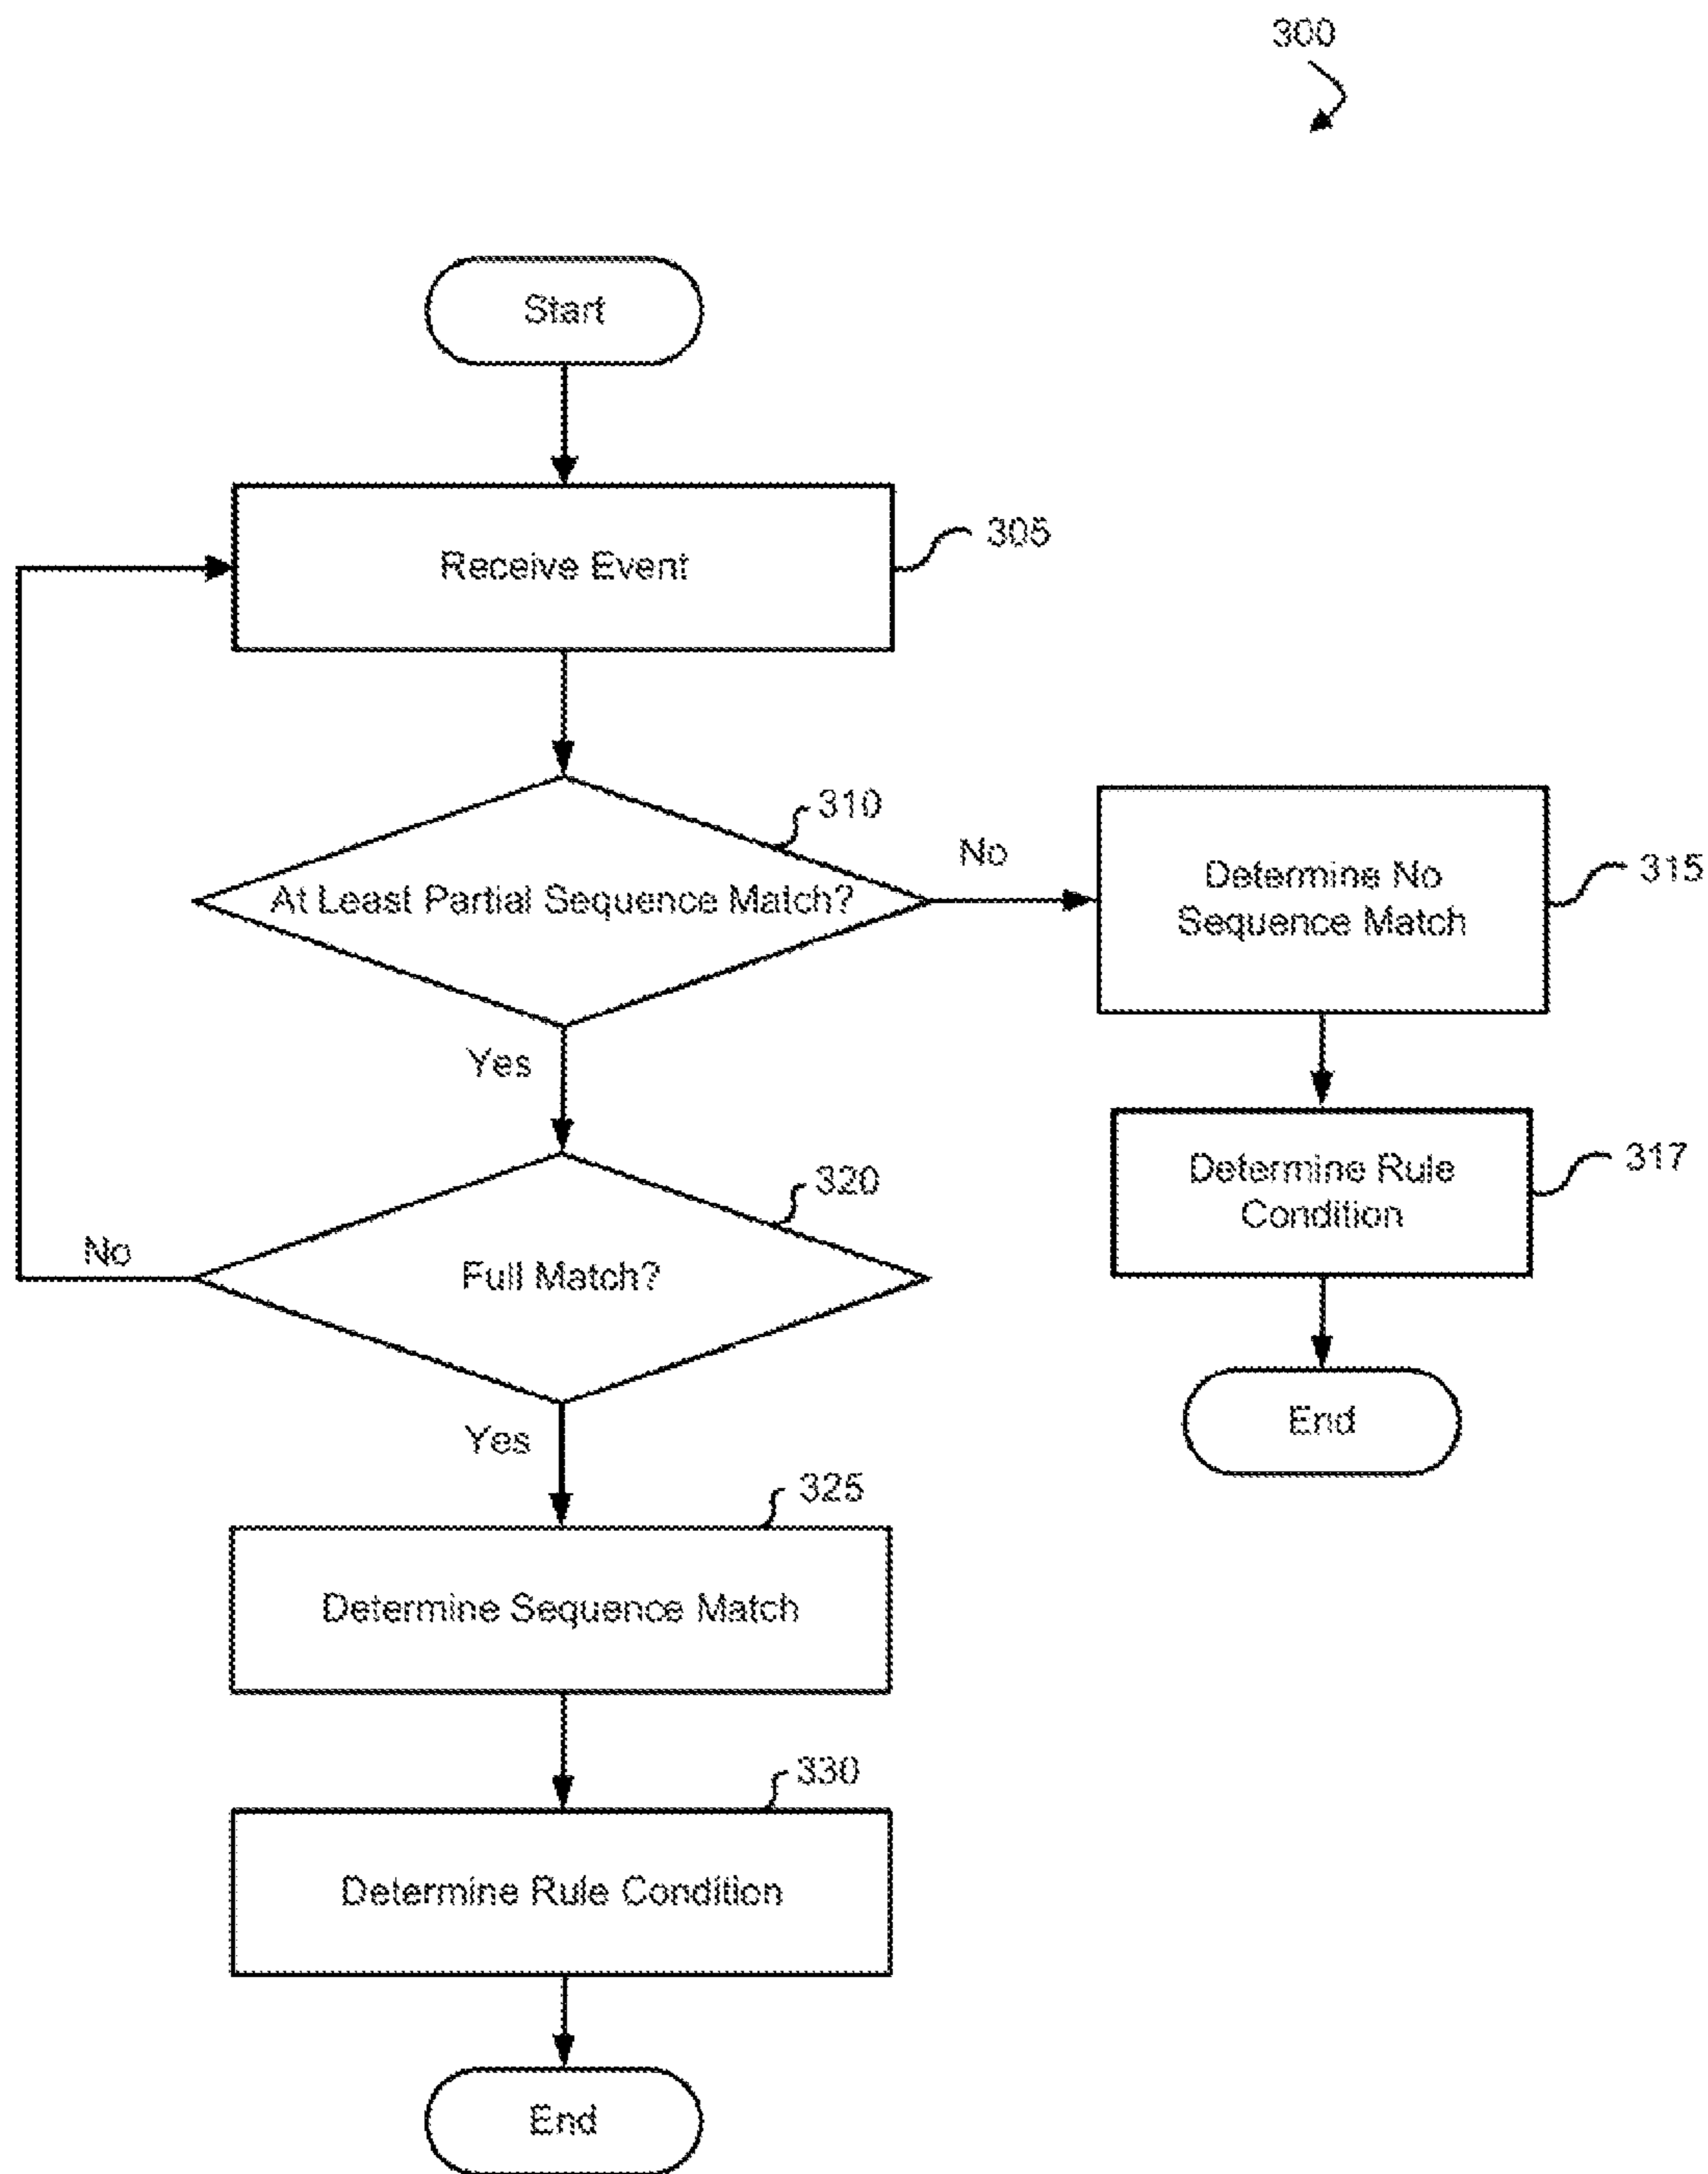 300
Start
Receive Event
305
310
At Least Partial Sequence Match?
No
Determine No
Sequence Match
315
Yes
Determine Rule
Condition
317
320
Full Match?
No
End
Yes
325
Determine Sequence Match
330
Determine Rule Condition
End